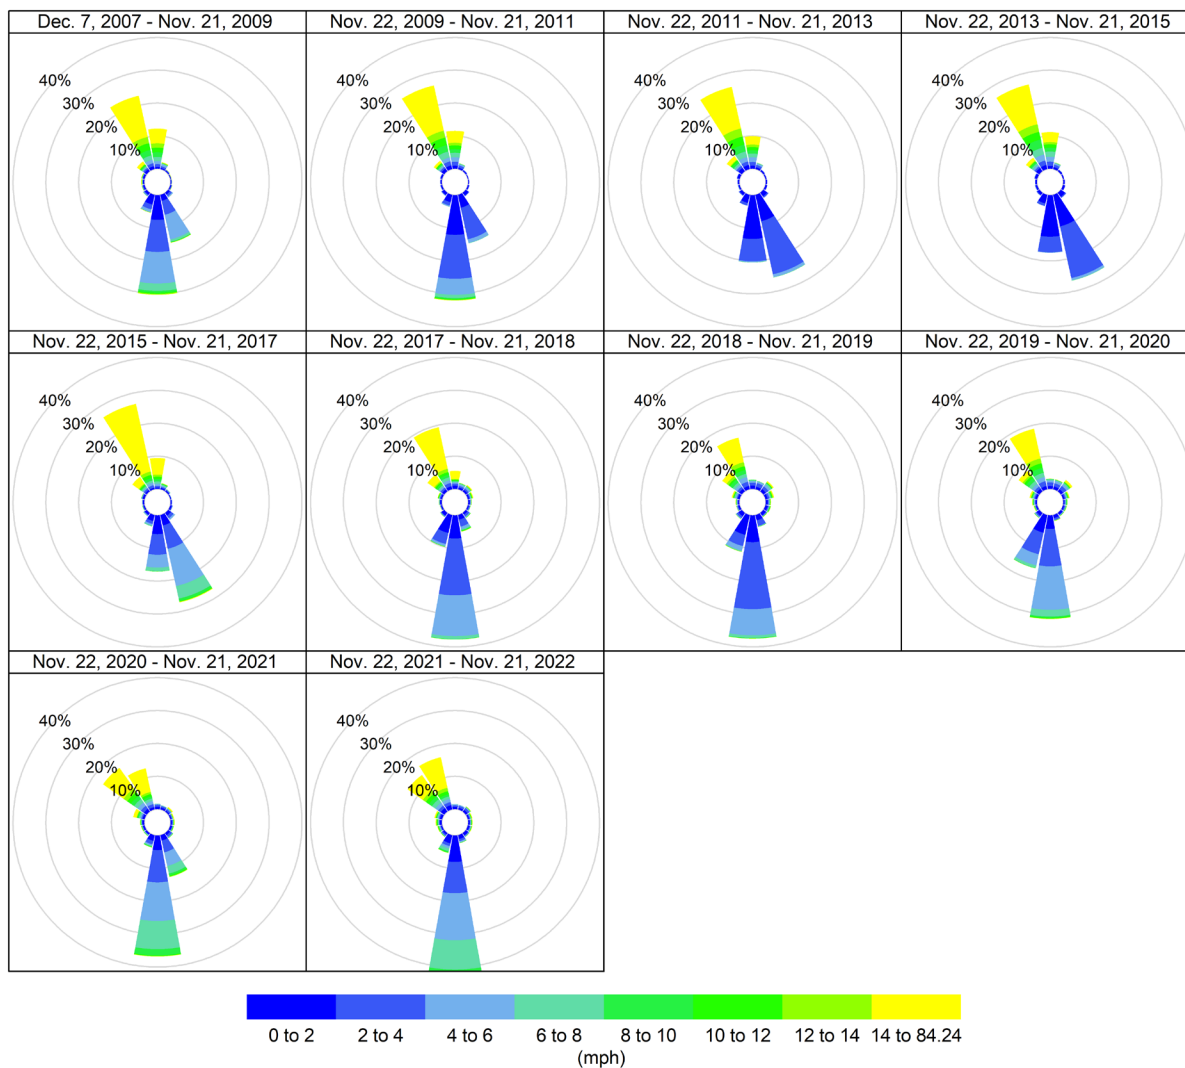 Dec. 7, 2007 - Nov. 21, 2009
Nov. 22, 2009 - Nov. 21, 2011
Nov. 22, 2011 - Nov. 21, 2013
Nov. 22, 2013 - Nov. 21, 2015
40%
30%
20%
10%
40%
30%
20%
10%
40%
30%
20%
10%
40%
30%
20%
10%
Nov. 22, 2015 - Nov. 21, 2017
Nov. 22, 2017 - Nov. 21, 2018
Nov. 22, 2018 - Nov. 21, 2019
Nov. 22, 2019 - Nov. 21, 2020
40%
30%
20%
10%
40%
30%
20%
10%
40%
30%
20%
10%
40%
30%
20%
10%
Nov. 22, 2020 - Nov. 21, 2021
Nov. 22, 2021 - Nov. 21, 2022
40%
30%
20%
10%
40%
30%
20%
10%
0 to 2
2 to 4
4 to 6
6 to 8
8 to 10
10 to 12
12 to 14
14 to 84.24
(mph)